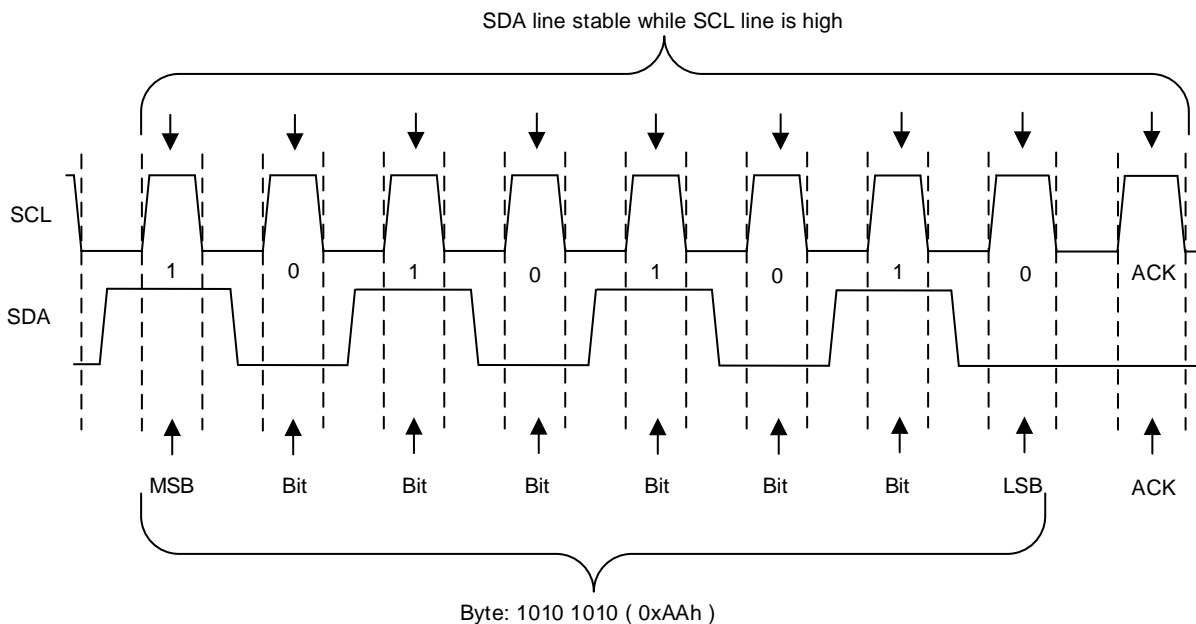 SDA line stable while SCL line is high
SCL
1 0 1 0 1 0 1 0 ACK
SDA
MSB Bit Bit Bit Bit Bit Bit LSB ACK
Byte: 1010 1010 ( 0xAAh )